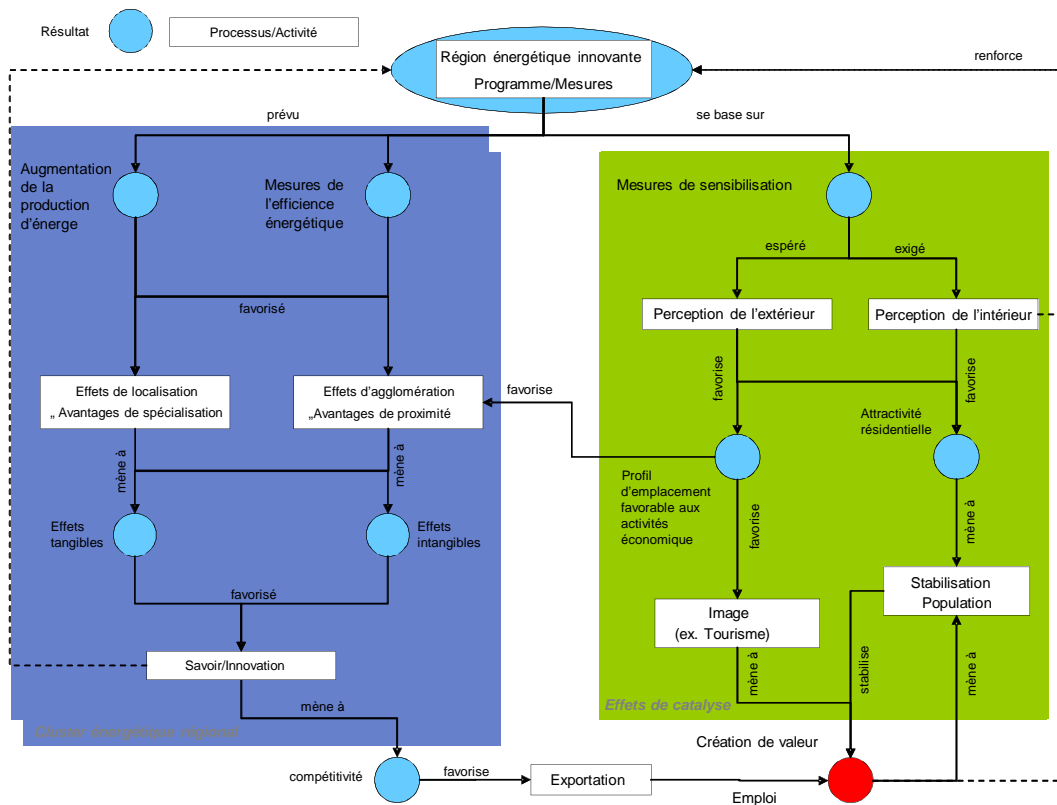 Résultat
Processus/Activité
Région énergétique innovante
Programme/Mesures
renforce
prévu
se base sur
Augmentation
de la
production
d'énerge
Mesures de
l'efficience
énergétique
Mesures de sensibilisation
espéré
exigé
favorisé
Perception de l'extérieur
Perception de l'intérieur
Effets de localisation
„ Avantages de spécialisation
Effets d'agglomération
„Avantages de proximité
favorise
favorise
favorise
Attractivité
résidentielle
mène à
mène à
Profil
d'emplacement
favorable aux
activités
économique
Effets
tangibles
Effets
intangibles
favorise
mène à
favorisé
Stabilisation
Population
Image
(ex. Tourisme)
Savoir/Innovation
mène à
stabilise
mène à
mène à
Effets de catalyse
Cluster énergétique régional
Création de valeur
compétitivité
favorise
Exportation
Emploi